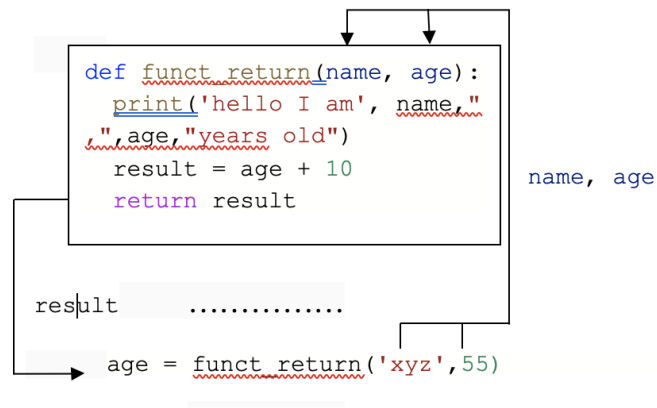 def funct_return(name, age):
print('hello I am', name,"
,",age,"years old")
result = age + 10
return result
name, age
result ...............
age = funct_return('xyz',55)